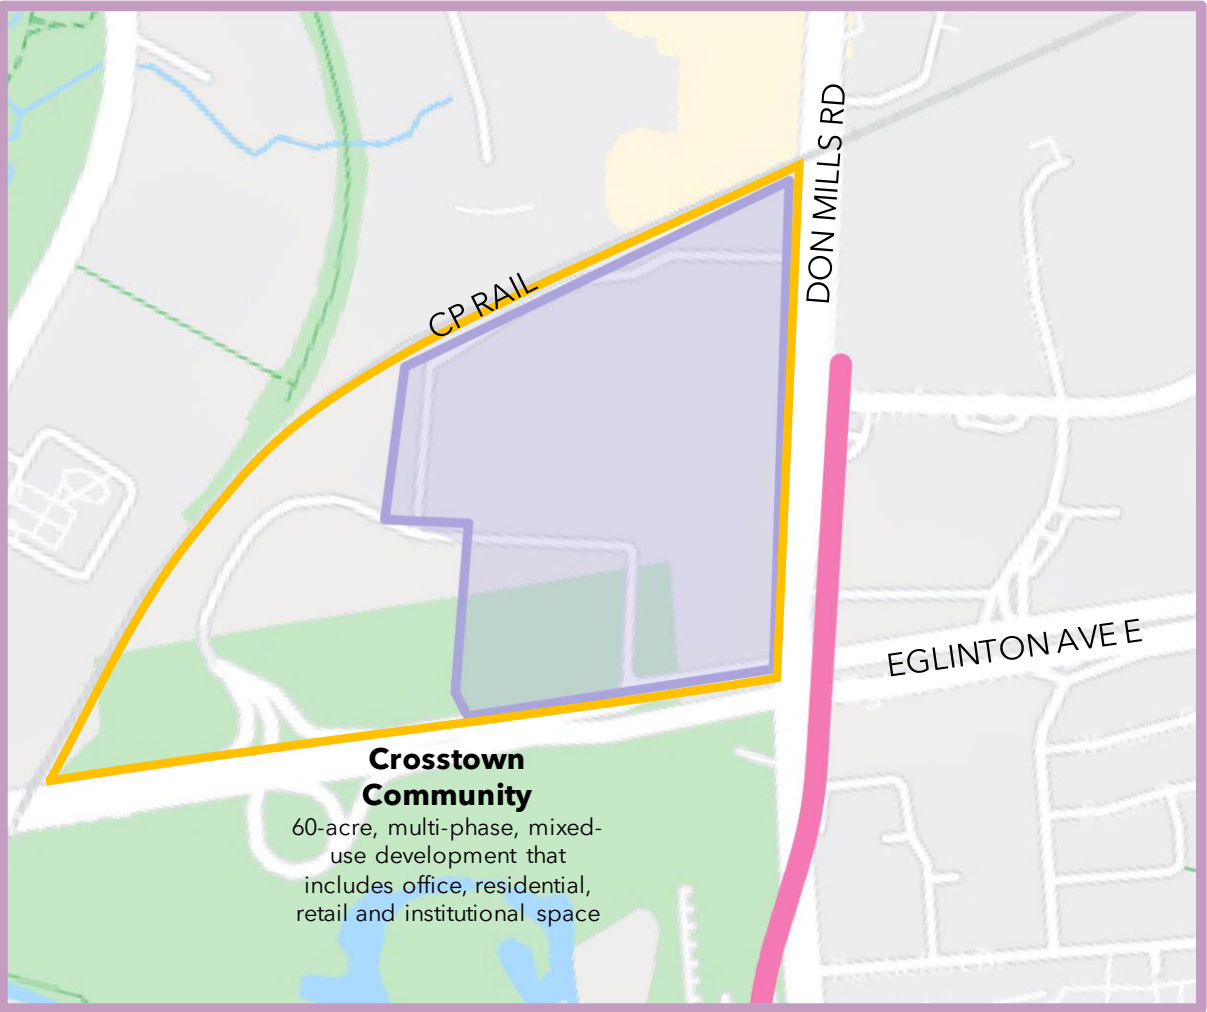 DON MILLS RD
CP RAIL
EGLINTON AVE E
Crosstown
Community
60-acre, multi-phase, mixed-
use development that
includes office, residential,
retail and institutional space